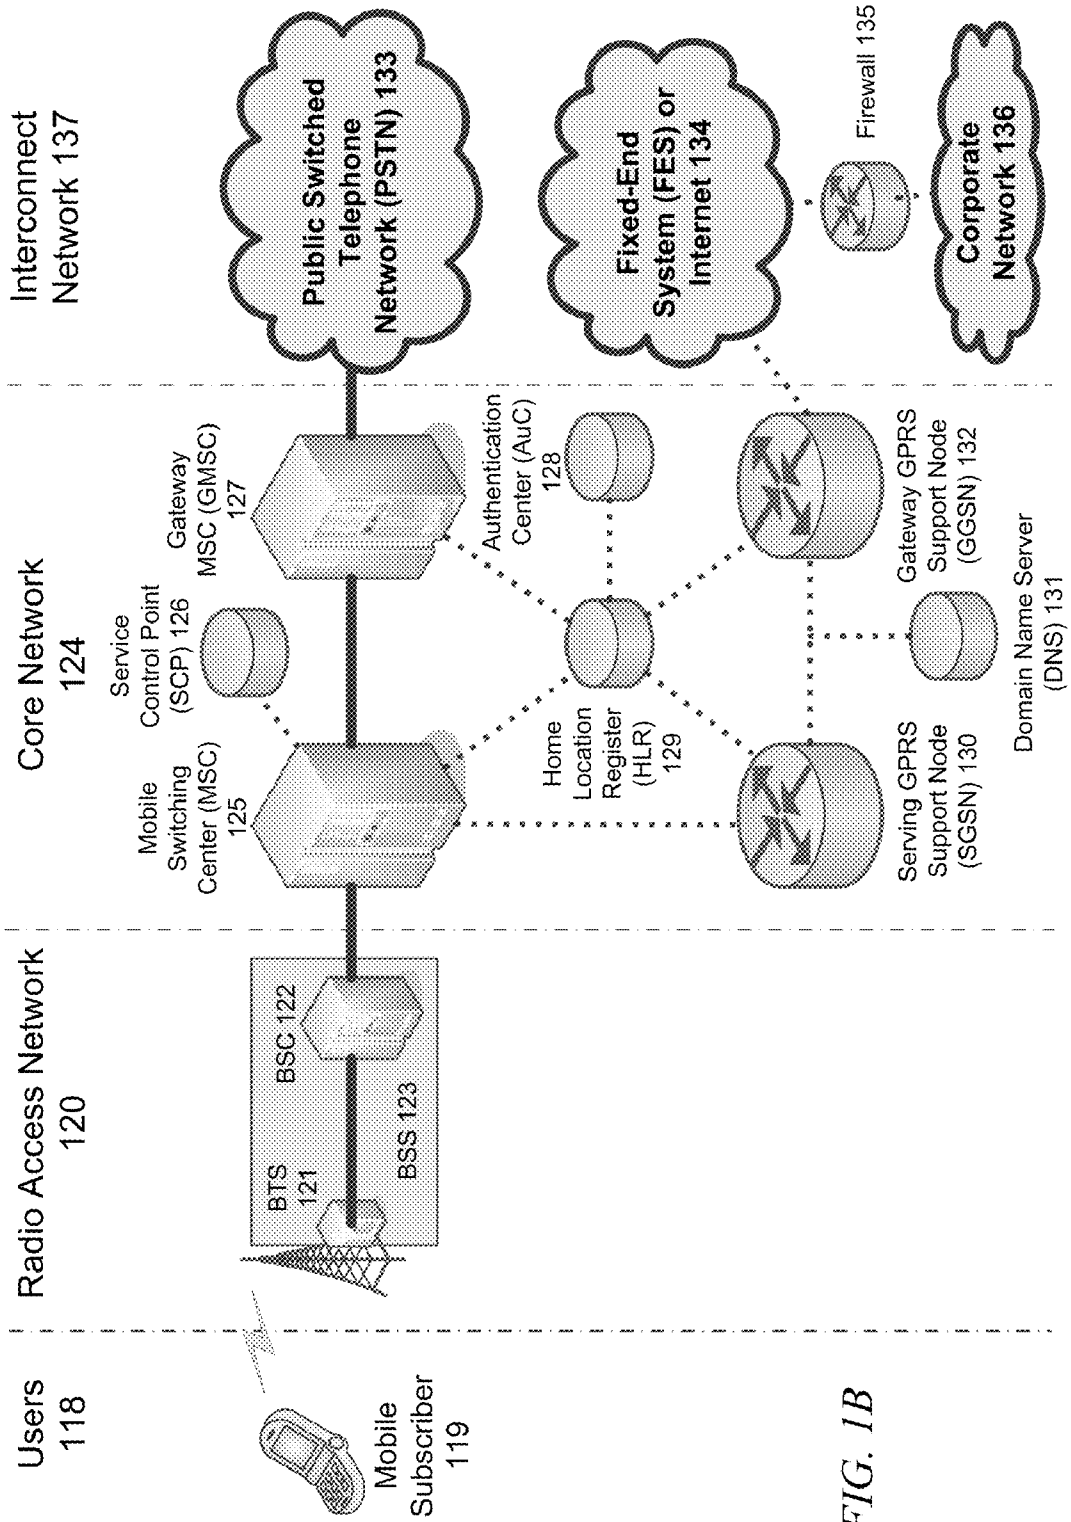 Users
118
Radio Access Network
120
Core Network
124
Interconnect
Network 137
Mobile
Subscriber
119
BTS
121
BSC 122
BSS 123
Mobile
Switching
Center (MSC)
125
Service
Control Point
(SCP) 126
Gateway
MSC (GMSC)
127
Public Switched
Telephone
Network (PSTN) 133
Home
Location
Register
(HLR)
129
Authentication
Center (AuC)
128
Fixed-End
System (FES) or
Internet 134
Serving GPRS
Support Node
(SGSN) 130
Gateway GPRS
Support Node
(GGSN) 132
Firewall 135
Domain Name Server
(DNS) 131
Corporate
Network 136
FIG. 1B